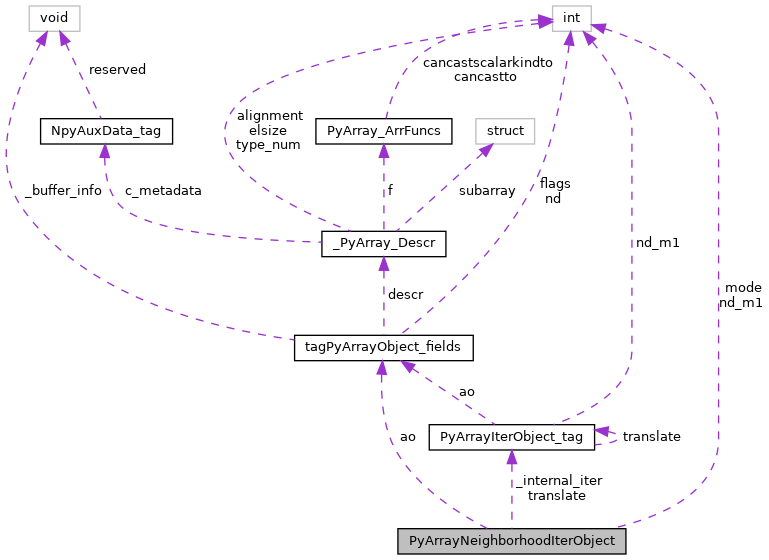 void
int
reserved
cancastscalarkindto
cancastto
alignment
elsize
type_num
NpyAuxData_tag
PyArray_ArrFuncs
struct
_buffer_info
c_metadata
f
subarray
flags
nd
_PyArray_Descr
nd_m1
descr
mode
nd_m1
tagPyArrayObject_fields
ao
ao
PyArrayIterObject_tag
translate
_internal_iter
translate
PyArrayNeighborhoodIterObject